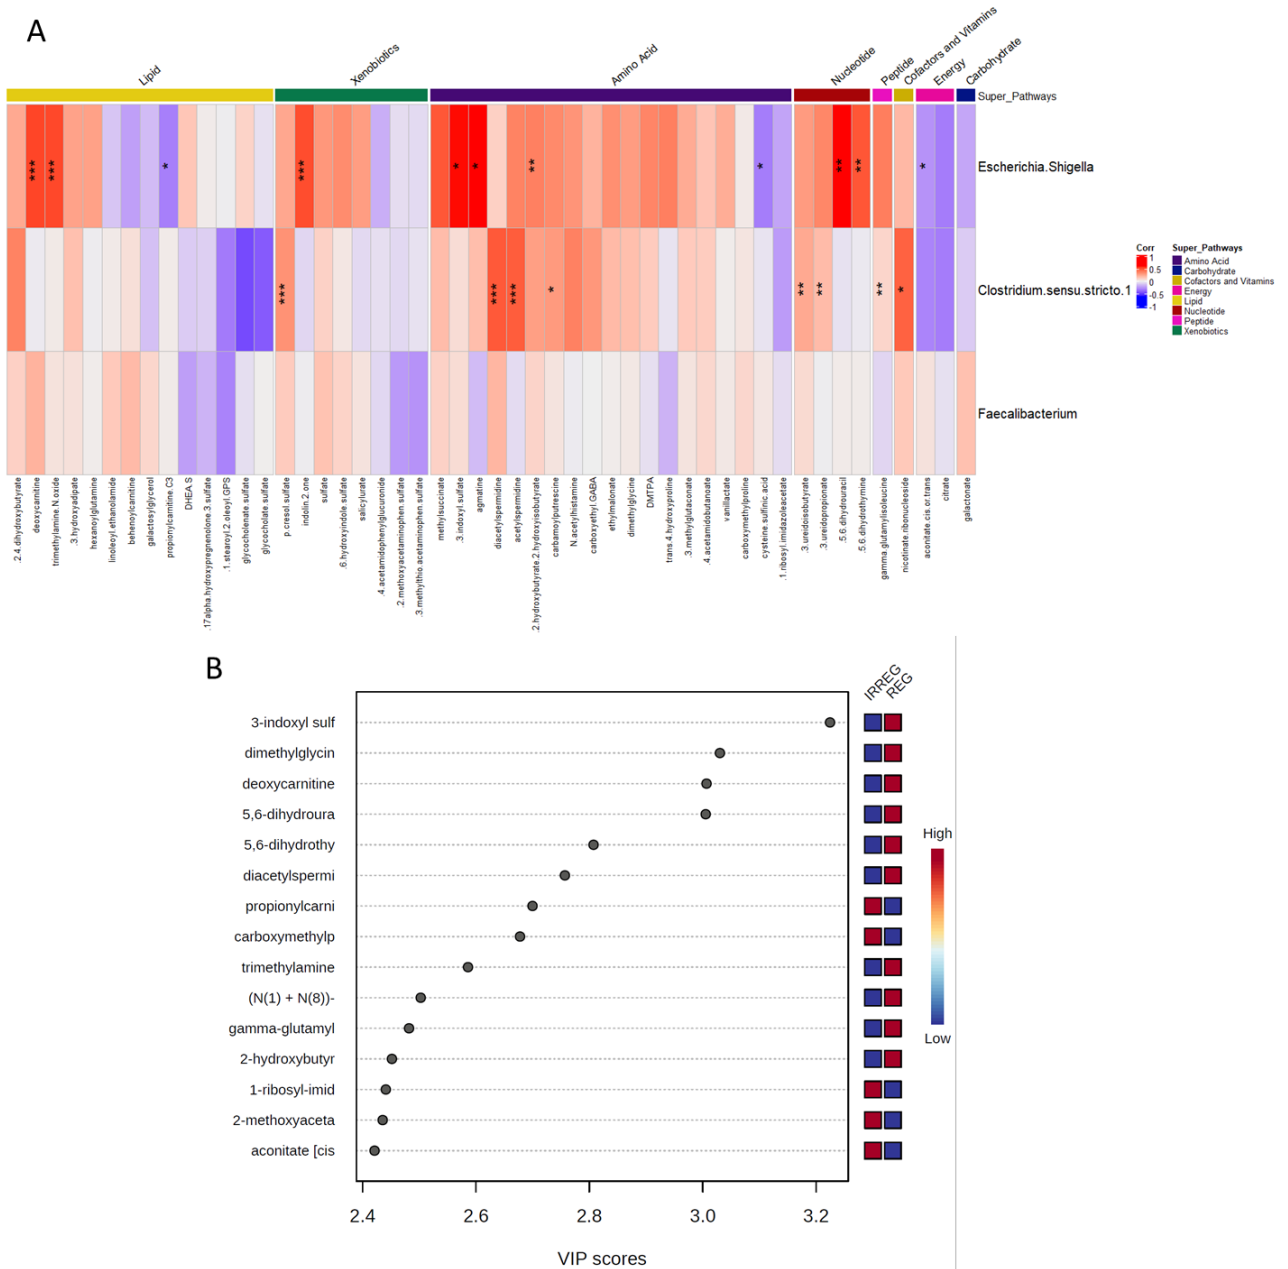 A
Lipid
Xenobiotics
Amino Acid
Nucleotide
Peptide
Cofactors and Vitamins
Energy
Carbohydrate
Super_Pathways
*** *** * *** * * ** * ** ** *
Escherichia.Shigella
*** *** *** * ** ** ** *
Clostridium.sensu.stricto.1
Faecalibacterium
Corr
1
0.5
0
-0.5
-1
Super_Pathways
Amino Acid
Carbohydrate
Cofactors and Vitamins
Energy
Lipid
Nucleotide
Peptide
Xenobiotics
.2.4.dihydroxybutyrate
deoxycarnitine
trimethylamine.N.oxide
.3.hydroxyadipate
hexanoylglutamine
linoleoyl.ethanolamide
behenoylcarnitine
galactosylglycerol
propionylcarnitine.C3
DHEA.S
.17alpha.hydroxypregnenolone.3.sulfate
.1.stearoyl.2.oleoyl.GPS
glycochenolate.sulfate
glycocholate.sulfate
p.cresol.sulfate
indolin.2.one
sulfate
.6.hydroxyindole.sulfate
salicylurate
.4.acetamidophenylglucuronide
.2.methoxyacetaminophen.sulfate
.3.methylthio.acetaminophen.sulfate
methylsuccinate
.3.indoxyl.sulfate
agmatine
diacetylspermidine
acetylspermidine
.2.hydroxybutyrate.2.hydroxyisobutyrate
carbamoylputrescine
N.acetylhistamine
carboxyethyl.GABA
ethylmalonate
dimethylglycine
DMTPA
trans.4.hydroxyproline
.3.methylglutaconate
.4.acetamidobutanoate
vanillactate
carboxymethylproline
cysteine.sulfinic.acid
.1.ribosyl.imidazoleacetate
.3.ureidoisobutyrate
.3.ureidopropionate
.5.6.dihydrouracil
.5.6.dihydrothymine
gamma.glutamylisoleucine
nicotinate.ribonucleoside
aconitate.cis.or.trans
citrate
galactonate
B
IRREG
REG
3-indoxyl sulf
dimethylglycin
deoxycarnitine
5,6-dihydroura
5,6-dihydrothy
diacetylspermi
propionylcarni
carboxymethylp
trimethylamine
(N(1) + N(8))-
gamma-glutamyl
2-hydroxybutyr
1-ribosyl-imid
2-methoxyaceta
aconitate [cis
High
Low
2.4 2.6 2.8 3.0 3.2
VIP scores